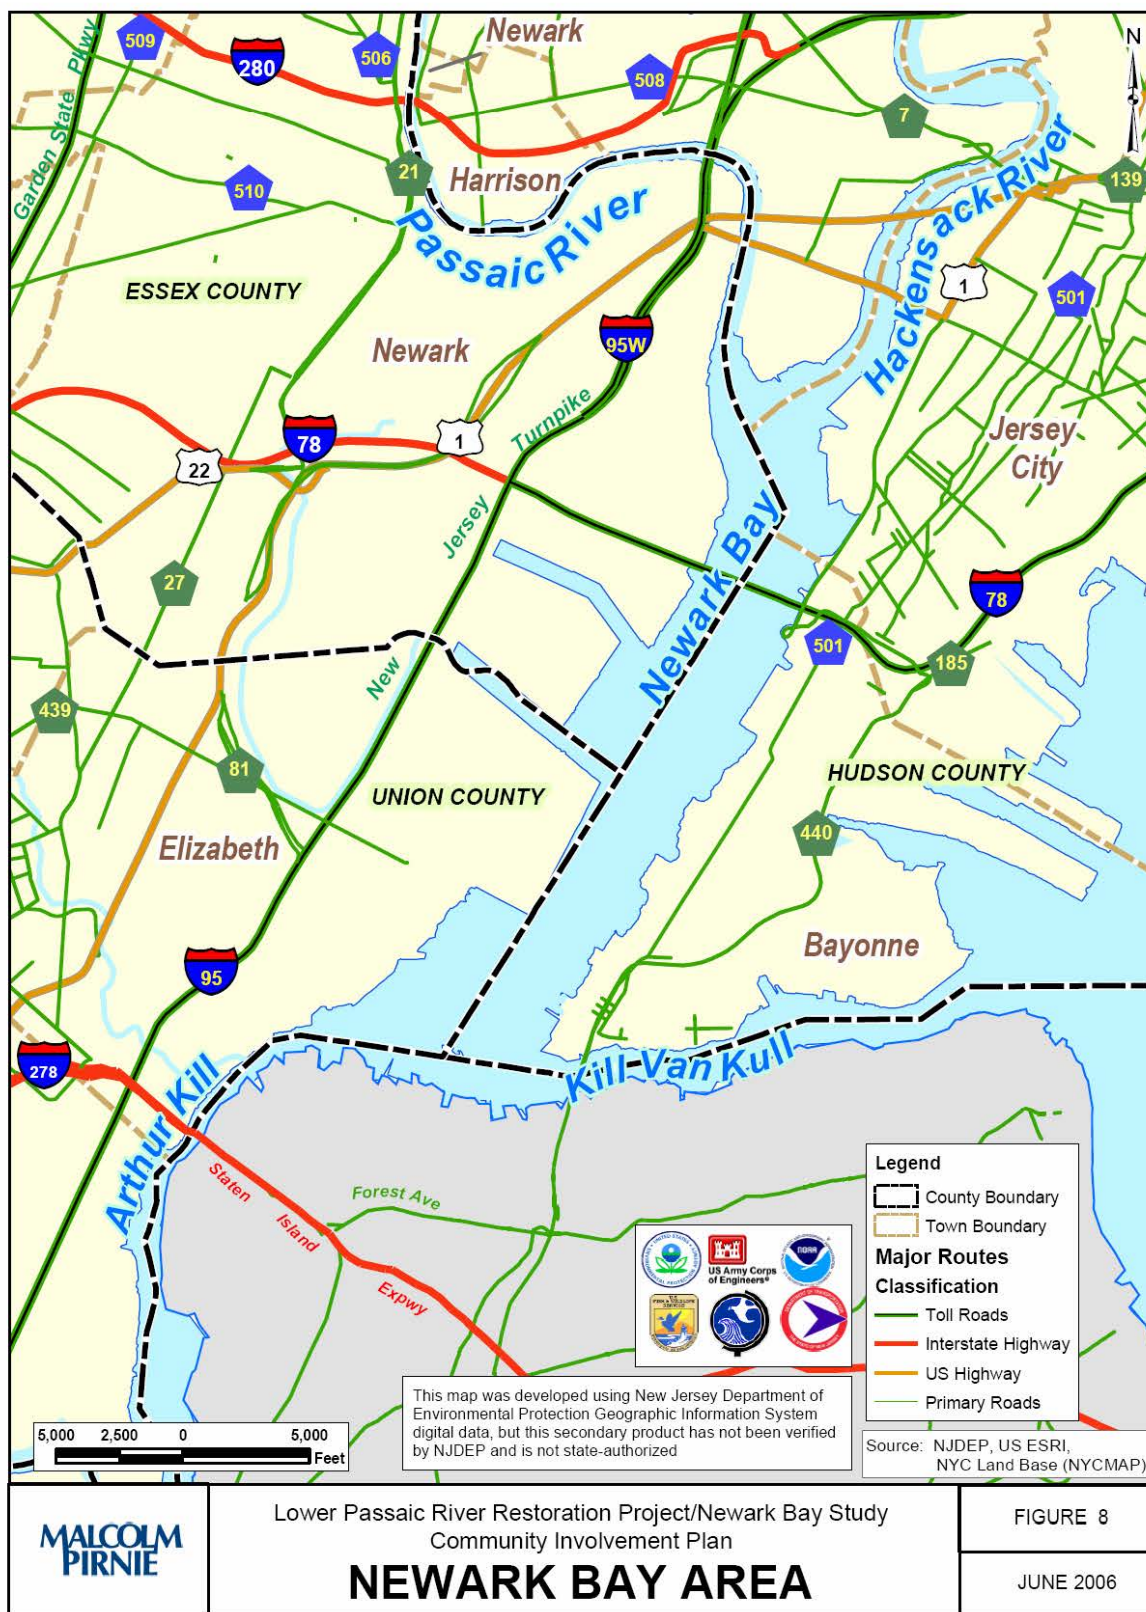 Newark
509
280
506
508
N
Garden State Pkwy
7
21
Harrison
139
510
Passaic River
Hackensack River
ESSEX COUNTY
1
501
95W
Newark
Turnpike
78
1
22
Jersey City
Newark Bay
Jersey
27
78
501
185
New
439
81
HUDSON COUNTY
UNION COUNTY
440
Elizabeth
Bayonne
95
278
Kill Van Kull
Arthur Kill
Staten Island Expwy
Forest Ave
Legend
County Boundary
Town Boundary
Major Routes
Classification
Toll Roads
Interstate Highway
US Highway
Primary Roads
US Army Corps
of Engineers®
NOAA
This map was developed using New Jersey Department of
Environmental Protection Geographic Information System
digital data, but this secondary product has not been verified
by NJDEP and is not state-authorized
5,000 2,500 0 5,000
Feet
Source: NJDEP, US ESRI,
NYC Land Base (NYCMAP)
MALCOLM
PIRNIE
Lower Passaic River Restoration Project/Newark Bay Study
Community Involvement Plan
NEWARK BAY AREA
FIGURE 8
JUNE 2006